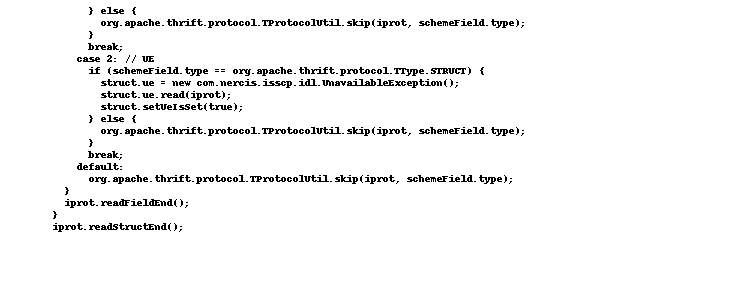 } else {
org.apache.thrift.protocol.TProtocolUtil.skip(iprot, schemeField.type);
}
break;
case 2: // UE
if (schemeField.type == org.apache.thrift.protocol.TType.STRUCT) {
struct.ue = new com.nercis.isscp.idl.UnavailableException();
struct.ue.read(iprot);
struct.setUeIsSet(true);
} else {
org.apache.thrift.protocol.TProtocolUtil.skip(iprot, schemeField.type);
}
break;
default:
org.apache.thrift.protocol.TProtocolUtil.skip(iprot, schemeField.type);
}
iprot.readFieldEnd();
}
iprot.readStructEnd();